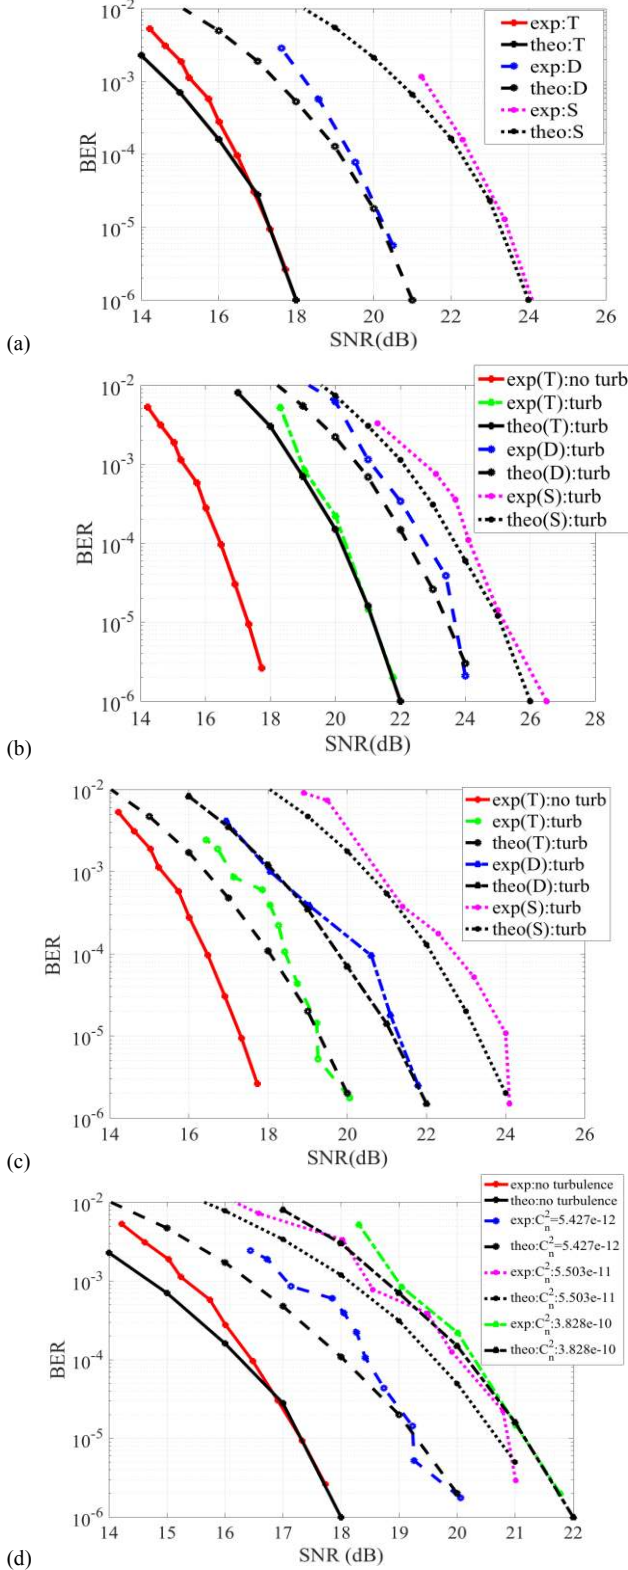 10^-2
10^-3
10^-4
10^-5
10^-6
BER
exp:T
theo:T
exp:D
theo:D
exp:S
theo:S
14 16 18 20 22 24 26
SNR(dB)
(a)
10^-2
10^-3
10^-4
10^-5
10^-6
BER
exp(T):no turb
exp(T):turb
theo(T):turb
exp(D):turb
theo(D):turb
exp(S):turb
theo(S):turb
14 16 18 20 22 24 26 28
SNR(dB)
(b)
10^-2
10^-3
10^-4
10^-5
10^-6
BER
exp(T):no turb
exp(T):turb
theo(T):turb
exp(D):turb
theo(D):turb
exp(S):turb
theo(S):turb
14 16 18 20 22 24 26
SNR(dB)
(c)
10^-2
10^-3
10^-4
10^-5
10^-6
BER
exp:no turbulence
theo:no turbulence
exp:C_n^2=5.427e-12
theo:C_n^2=5.427e-12
exp:C_n^2:5.503e-11
theo:C_n^2:5.503e-11
exp:C_n^2:3.828e-10
theo:C_n^2:3.828e-10
14 15 16 17 18 19 20 21 22
SNR (dB)
(d)